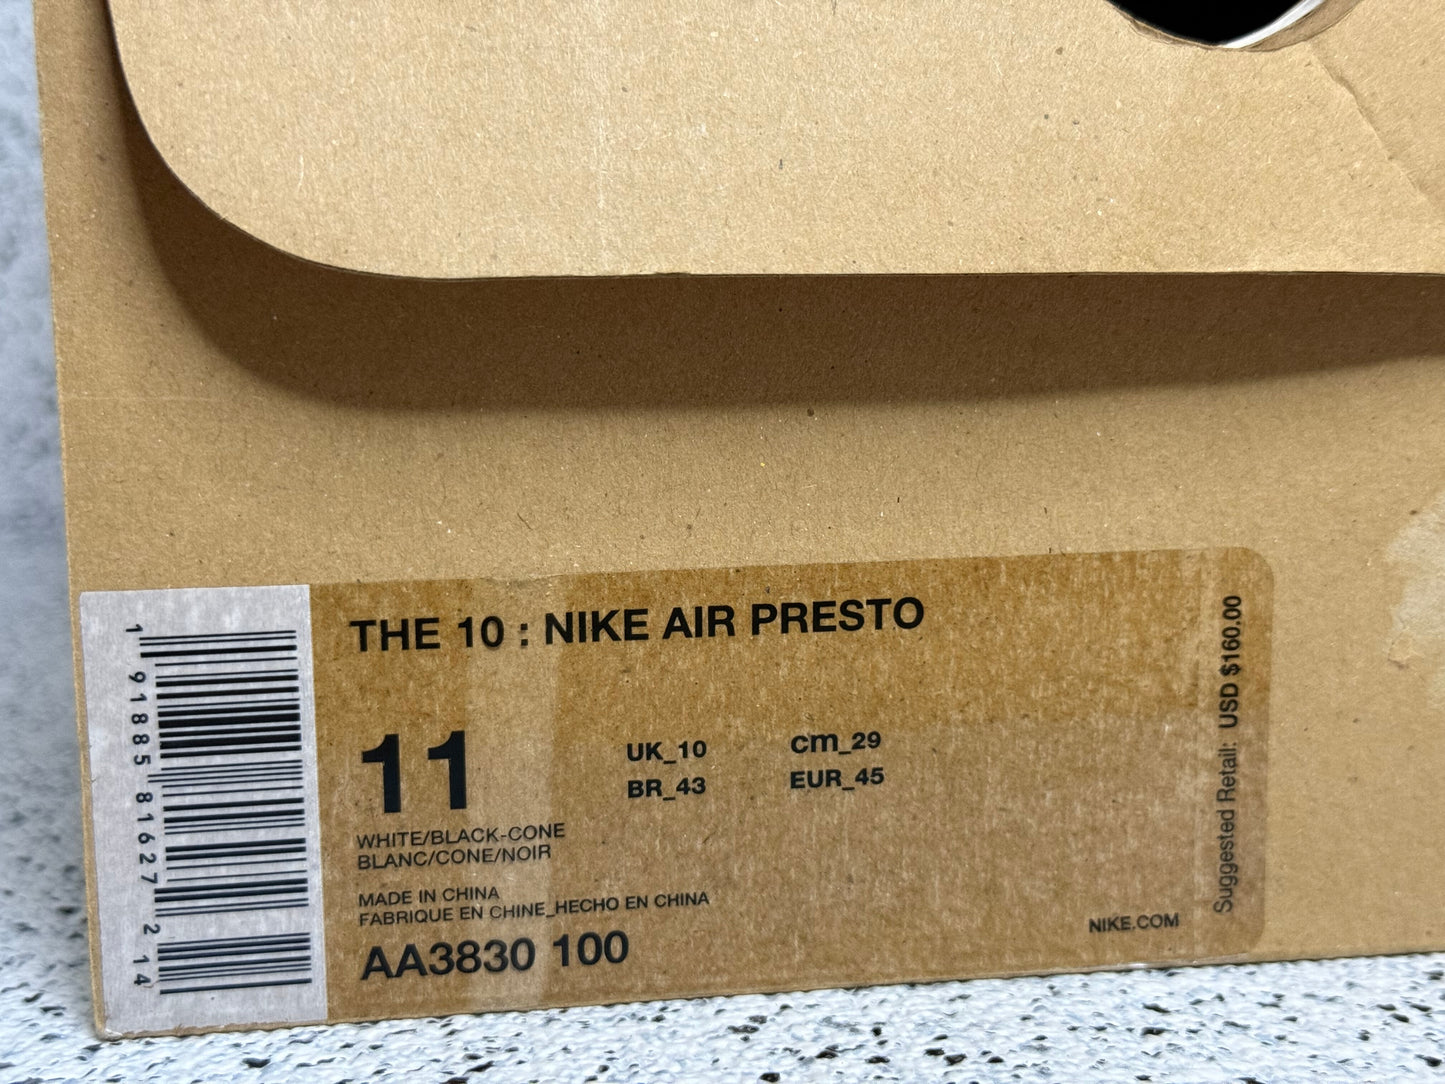 THE 10 : NIKE AIR PRESTO
11
UK_10
cm_29
BR_43
EUR_45
WHITE/BLACK-CONE
BLANC/CONE/NOIR
MADE IN CHINA
FABRIQUE EN CHINE_HECHO EN CHINA
AA3830 100
NIKE.COM
Suggested Retail: USD $160.00
1 91885 81627 2 14